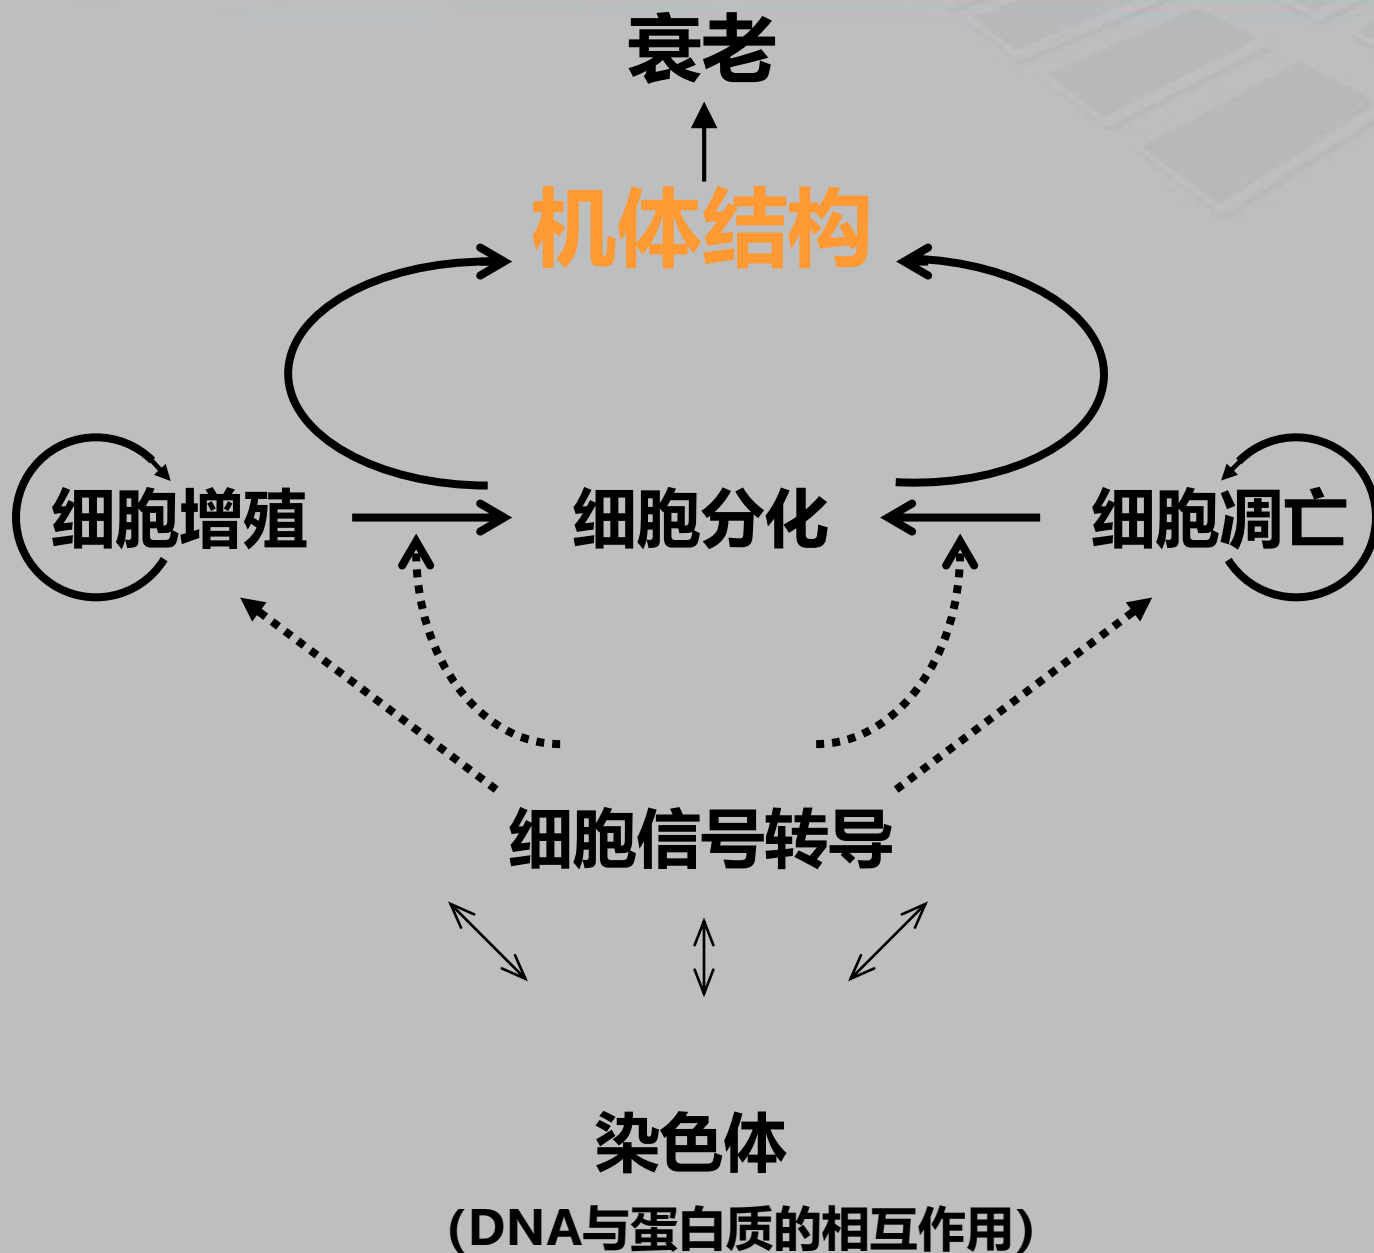 衰老
机体结构
细胞增殖
细胞分化
细胞凋亡
细胞信号转导
染色体
（DNA与蛋白质的相互作用）